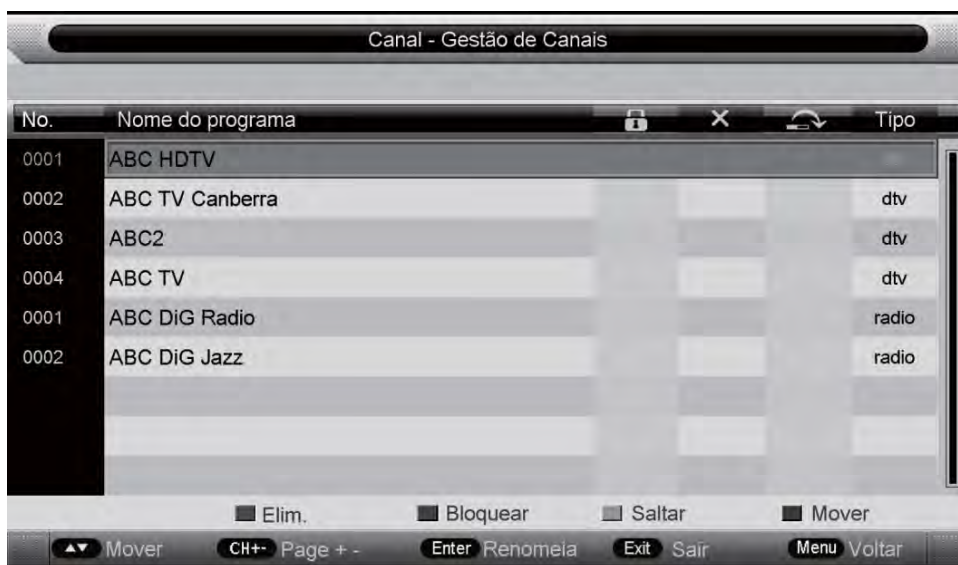 Canal - Gestão de Canais
No. Nome do programa Tipo
0001 ABC HDTV
0002 ABC TV Canberra dtv
0003 ABC2 dtv
0004 ABC TV dtv
0001 ABC DiG Radio radio
0002 ABC DiG Jazz radio
Elim. Bloquear Saltar Mover
Mover CH+- Page + - Enter Renomeia Exit Sair Menu Voltar